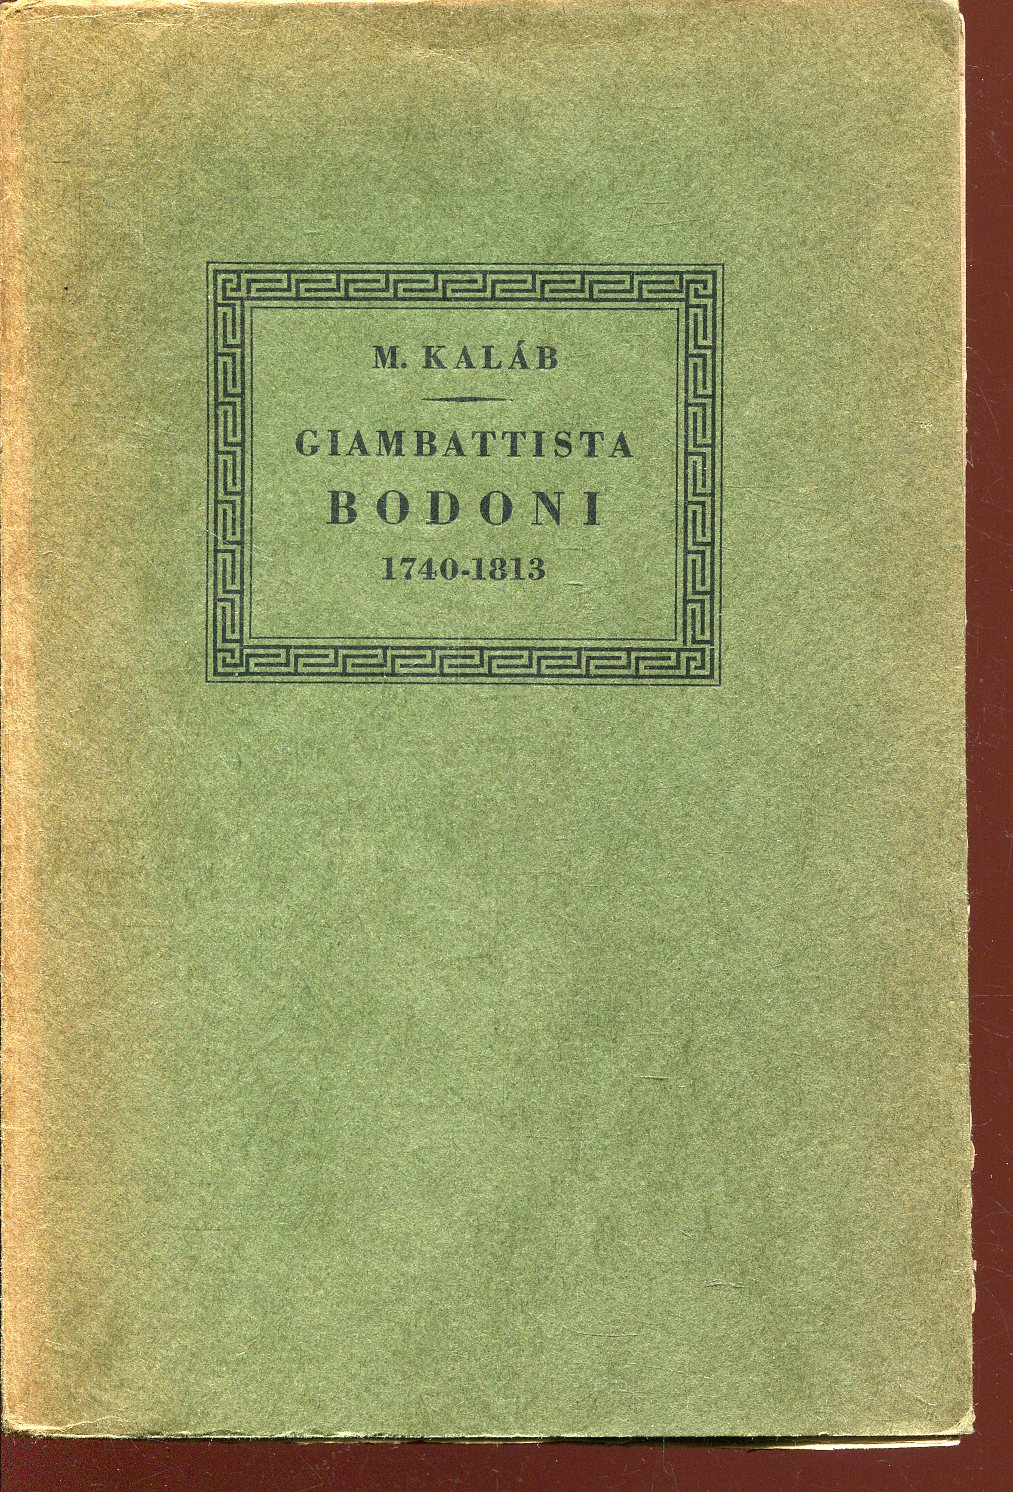 M. KALÁB
GIAMBATTISTA
BODONI
1740-1813